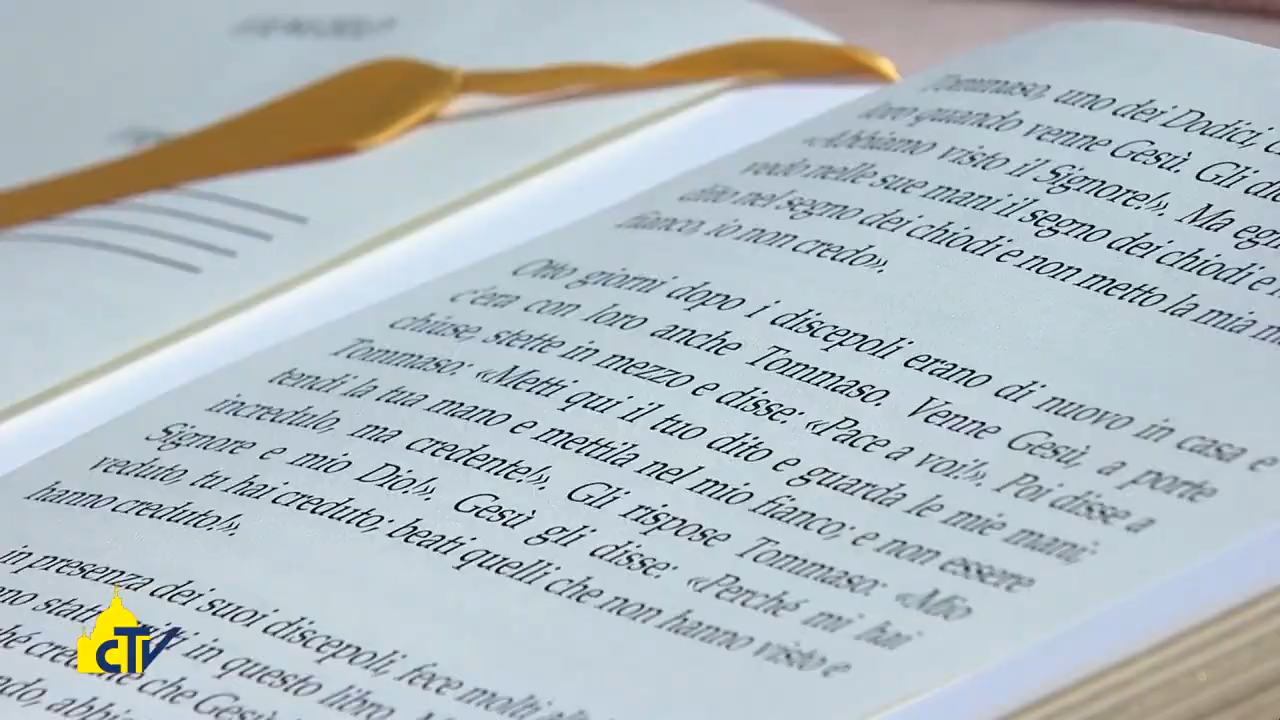 Tommaso, uno dei Dodici,
loro quando venne Gesù. Gli
«Abbiamo visto il Signore!». Ma
vedo nelle sue mani il segno dei chiodi e
dito nel segno dei chiodi e non metto la mia
fianco, io non credo».
Otto giorni dopo i discepoli erano di nuovo in casa e
c'era con loro anche Tommaso. Venne Gesù, a porte
chiuse, stette in mezzo e disse: «Pace a voi!». Poi disse a
Tommaso: «Metti qui il tuo dito e guarda le mie mani;
tendi la tua mano e mettila nel mio fianco; e non essere
incredulo, ma credente!». Gli rispose Tommaso: «Mio
Signore e mio Dio!». Gesù gli disse: «Perché mi hai
veduto, tu hai creduto; beati quelli che non hanno visto e
hanno creduto!».
in presenza dei suoi discepoli, fece molti
in questo libro.
che Gesù
CTV